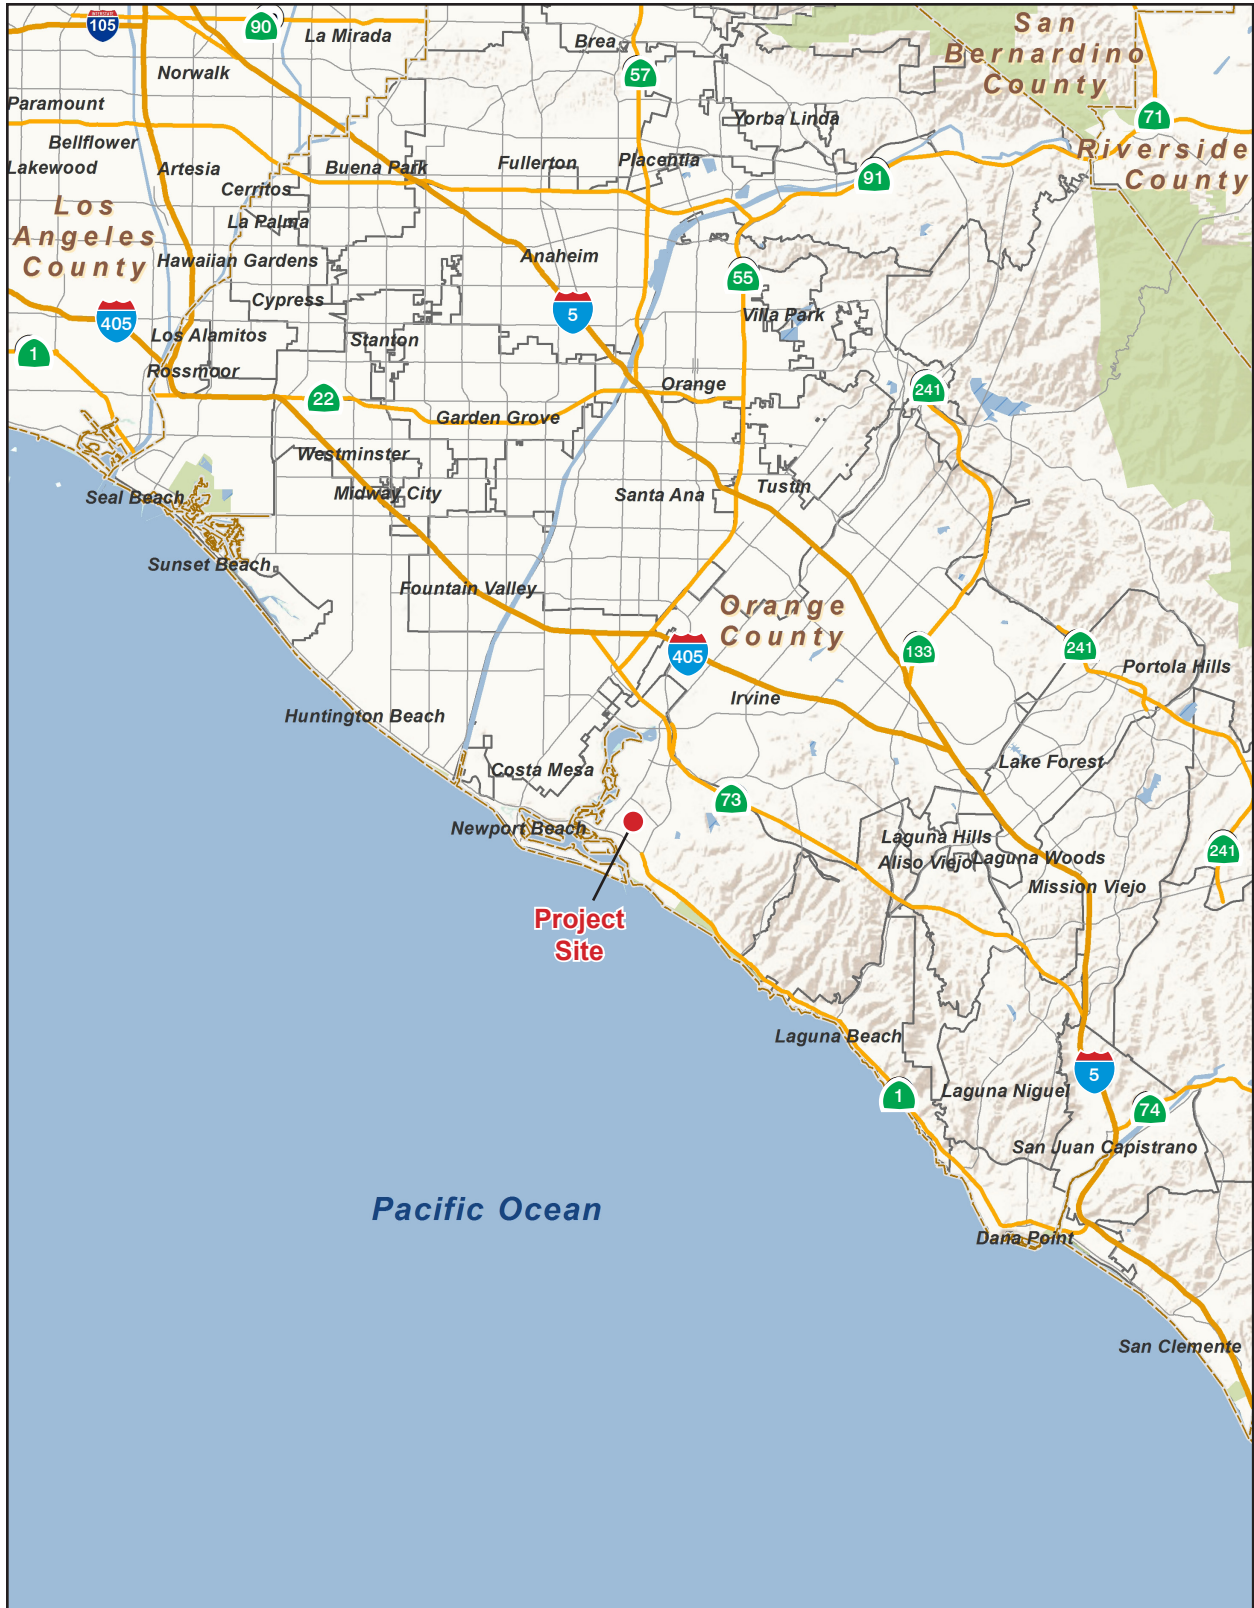 105
90
La Mirada
Brea
San
Bernardino
County
57
Norwalk
Paramount
71
Yorba Linda
Bellflower
Riverside
County
Lakewood
Artesia
Buena Park
Fullerton
Placentia
91
Cerritos
Los
Angeles
County
La Palma
Hawaiian Gardens
Anaheim
55
Cypress
5
Villa Park
405
Los Alamitos
Stanton
1
Rossmoor
Orange
241
22
Garden Grove
Westminster
Midway City
Santa Ana
Tustin
Seal Beach
Sunset Beach
Fountain Valley
Orange
County
405
133
241
Portola Hills
Irvine
Huntington Beach
Lake Forest
Costa Mesa
73
Newport Beach
Laguna Hills
241
Aliso Viejo
Laguna Woods
Mission Viejo
Project
Site
Laguna Beach
5
Laguna Niguel
1
74
San Juan Capistrano
Pacific Ocean
Dana Point
San Clemente